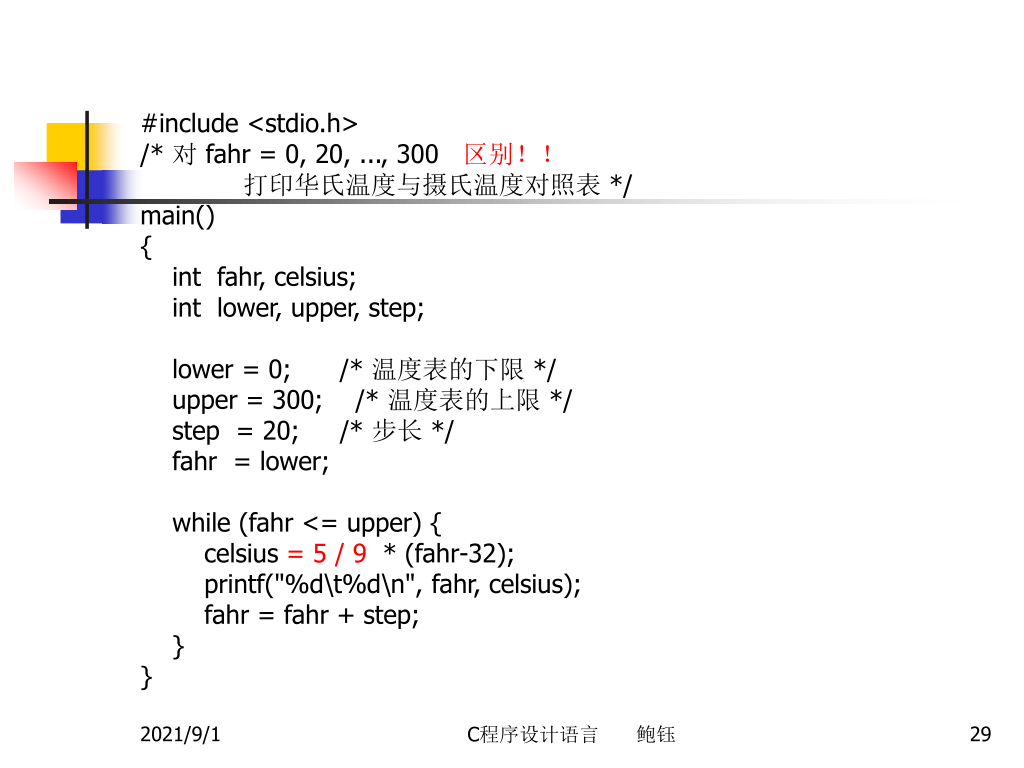 #include <stdio.h>
/* 对 fahr = 0, 20, ..., 300 区别！！
打印华氏温度与摄氏温度对照表 */
main()
{
int fahr, celsius;
int lower, upper, step;
lower = 0; /* 温度表的下限 */
upper = 300; /* 温度表的上限 */
step = 20; /* 步长 */
fahr = lower;
while (fahr <= upper) {
celsius = 5 / 9 * (fahr-32);
printf("%d\t%d\n", fahr, celsius);
fahr = fahr + step;
}
}
2021/9/1 C程序设计语言 鲍钰 29